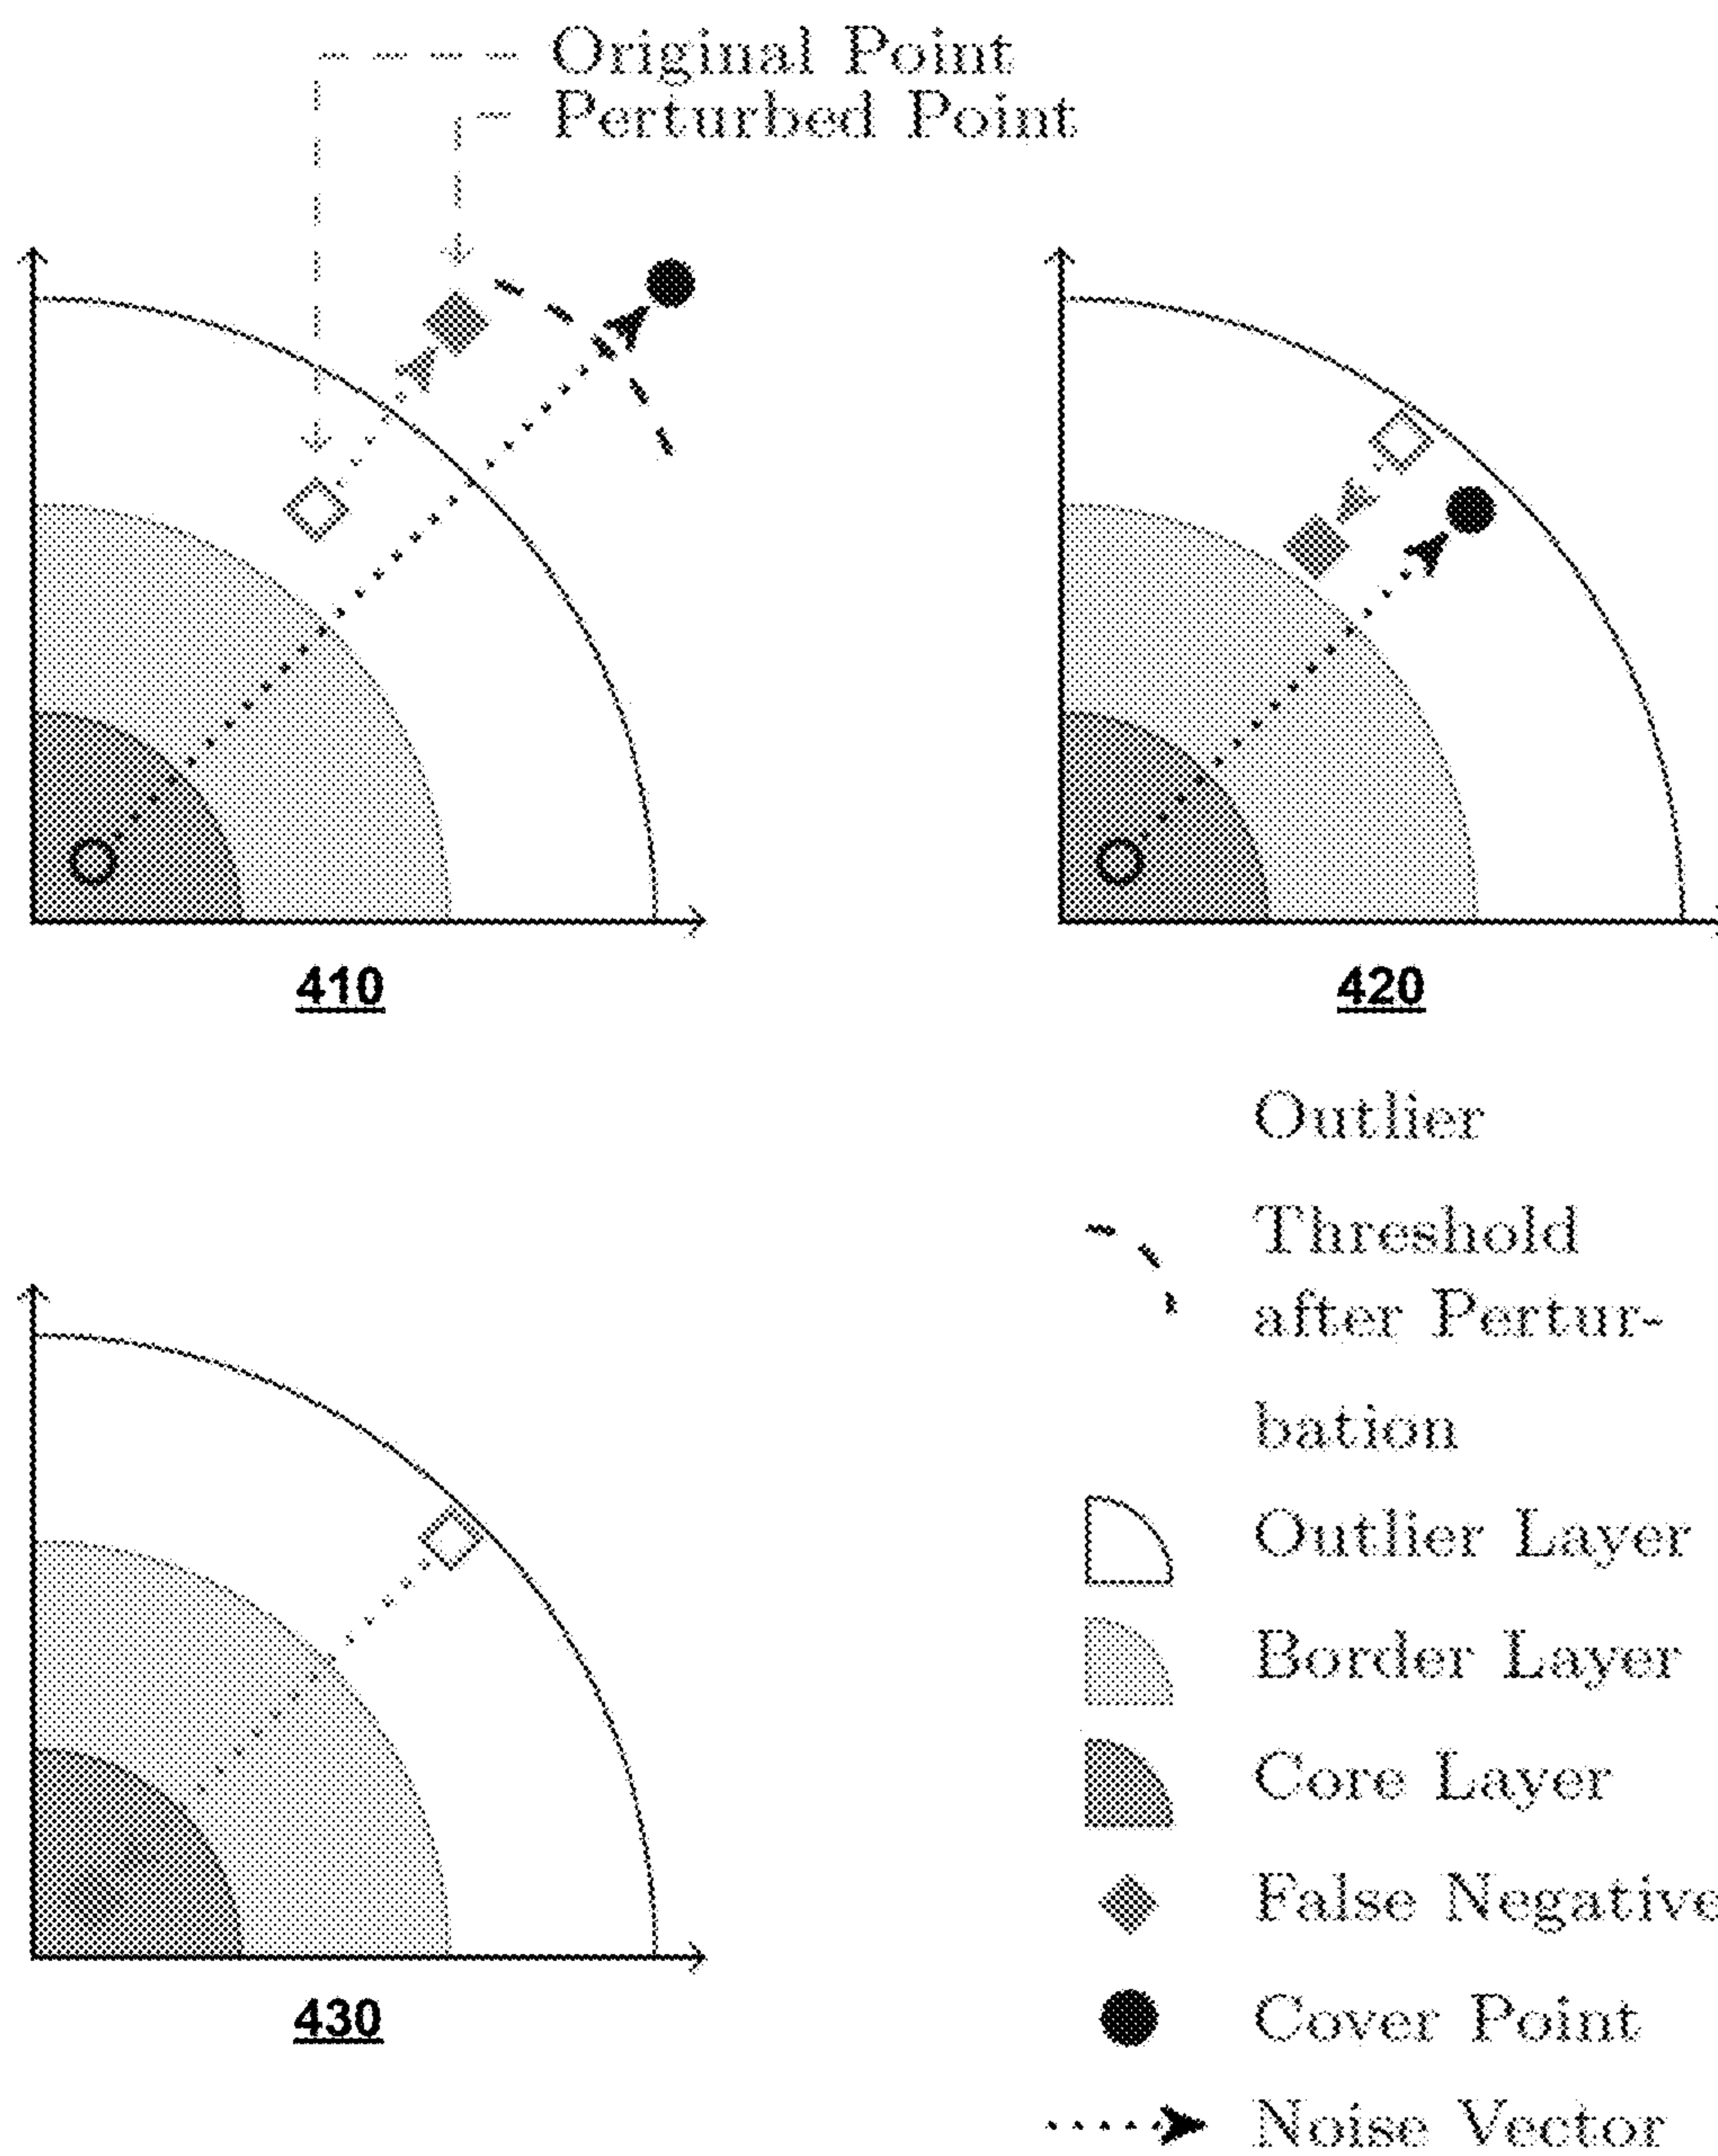 Original Point
Perturbed Point
410
420
Outlier
Threshold
after Pertur-
bation
Outlier Layer
Border Layer
Core Layer
False Negative
Cover Point
Noise Vector
430